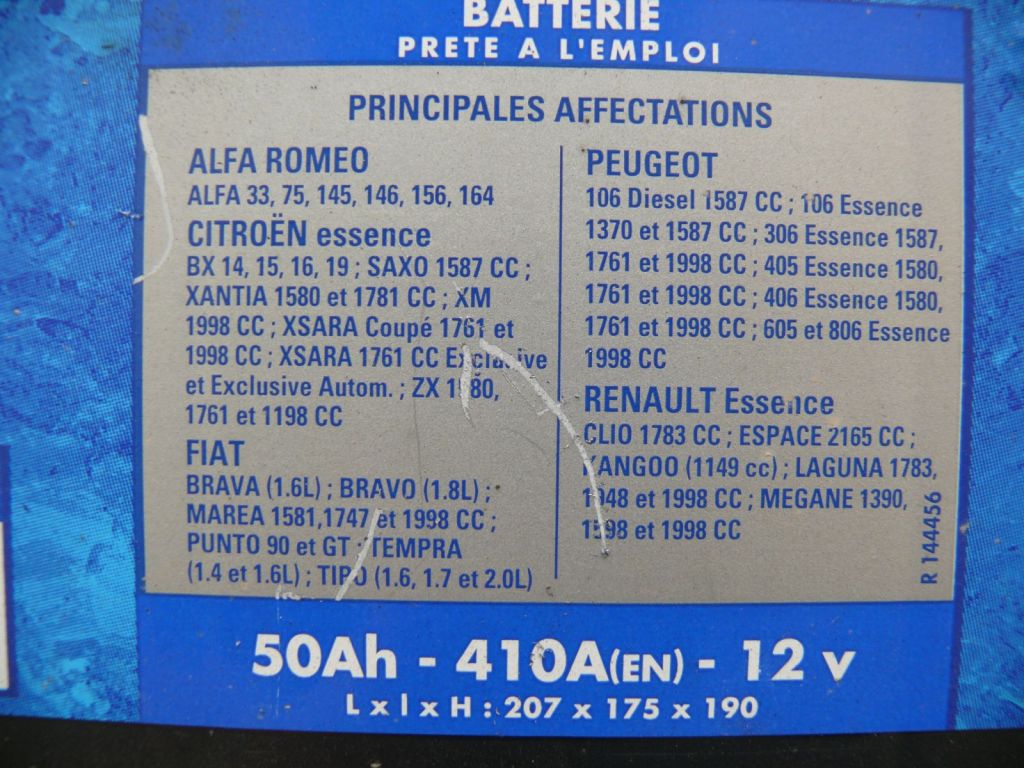 BATTERIE
PRETE A L'EMPLOI
PRINCIPALES AFFECTATIONS
ALFA ROMEO
ALFA 33, 75, 145, 146, 156, 164
CITROËN essence
BX 14, 15, 16, 19 ; SAXO 1587 CC ;
XANTIA 1580 et 1781 CC ; XM
1998 CC ; XSARA Coupé 1761 et
1998 CC ; XSARA 1761 CC Exclusive
et Exclusive Autom. ; ZX 1580,
1761 et 1198 CC
FIAT
BRAVA (1.6L) ; BRAVO (1.8L) ;
MAREA 1581,1747 et 1998 CC ;
PUNTO 90 et GT ; TEMPRA
(1.4 et 1.6L) ; TIPO (1.6, 1.7 et 2.0L)
PEUGEOT
106 Diesel 1587 CC ; 106 Essence
1370 et 1587 CC ; 306 Essence 1587,
1761 et 1998 CC ; 405 Essence 1580,
1761 et 1998 CC ; 406 Essence 1580,
1761 et 1998 CC ; 605 et 806 Essence
1998 CC
RENAULT Essence
CLIO 1783 CC ; ESPACE 2165 CC ;
KANGOO (1149 cc) ; LAGUNA 1783,
1948 et 1998 CC ; MEGANE 1390,
1598 et 1998 CC
R 144456
50Ah - 410A(EN) - 12 v
L x l x H : 207 x 175 x 190